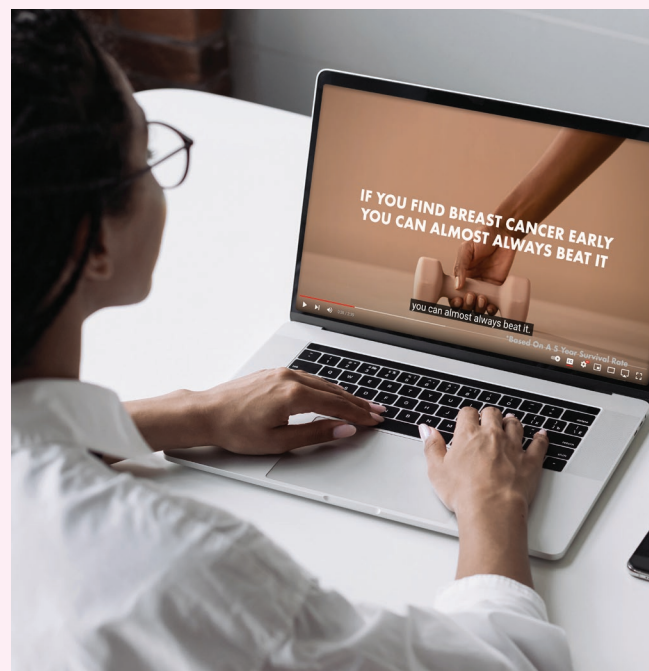 IF YOU FIND BREAST CANCER EARLY
YOU CAN ALMOST ALWAYS BEAT IT
you can almost always beat it.
*Based On A 5 Year Survival Rate